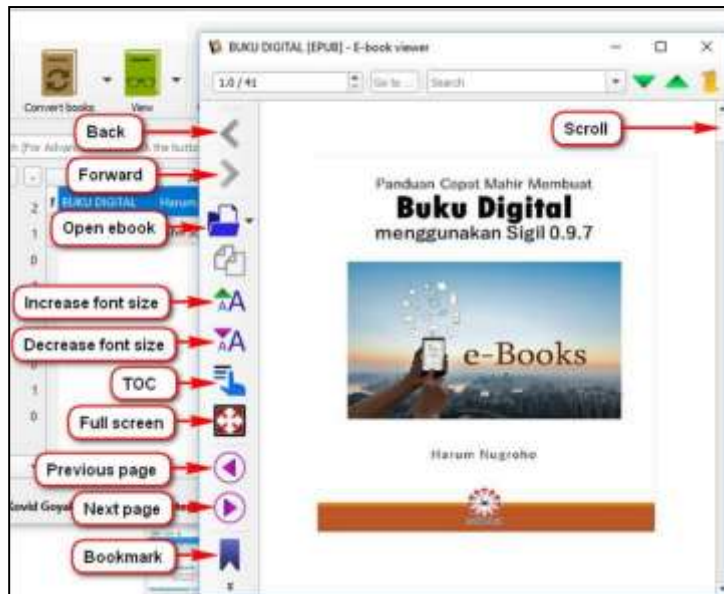 BUKU DIGITAL [EPUB] - E-book viewer
1.0 / 41
Go to ...
Search
Convert books
View
Back
Scroll
Forward
BUKU DIGITAL
Harum
Open ebook
Increase font size
Decrease font size
TOC
Full screen
Previous page
Next page
Bookmark
Panduan Cepat Mahir Membuat
Buku Digital
menggunakan Sigil 0.9.7
e-Books
Harum Nugroho